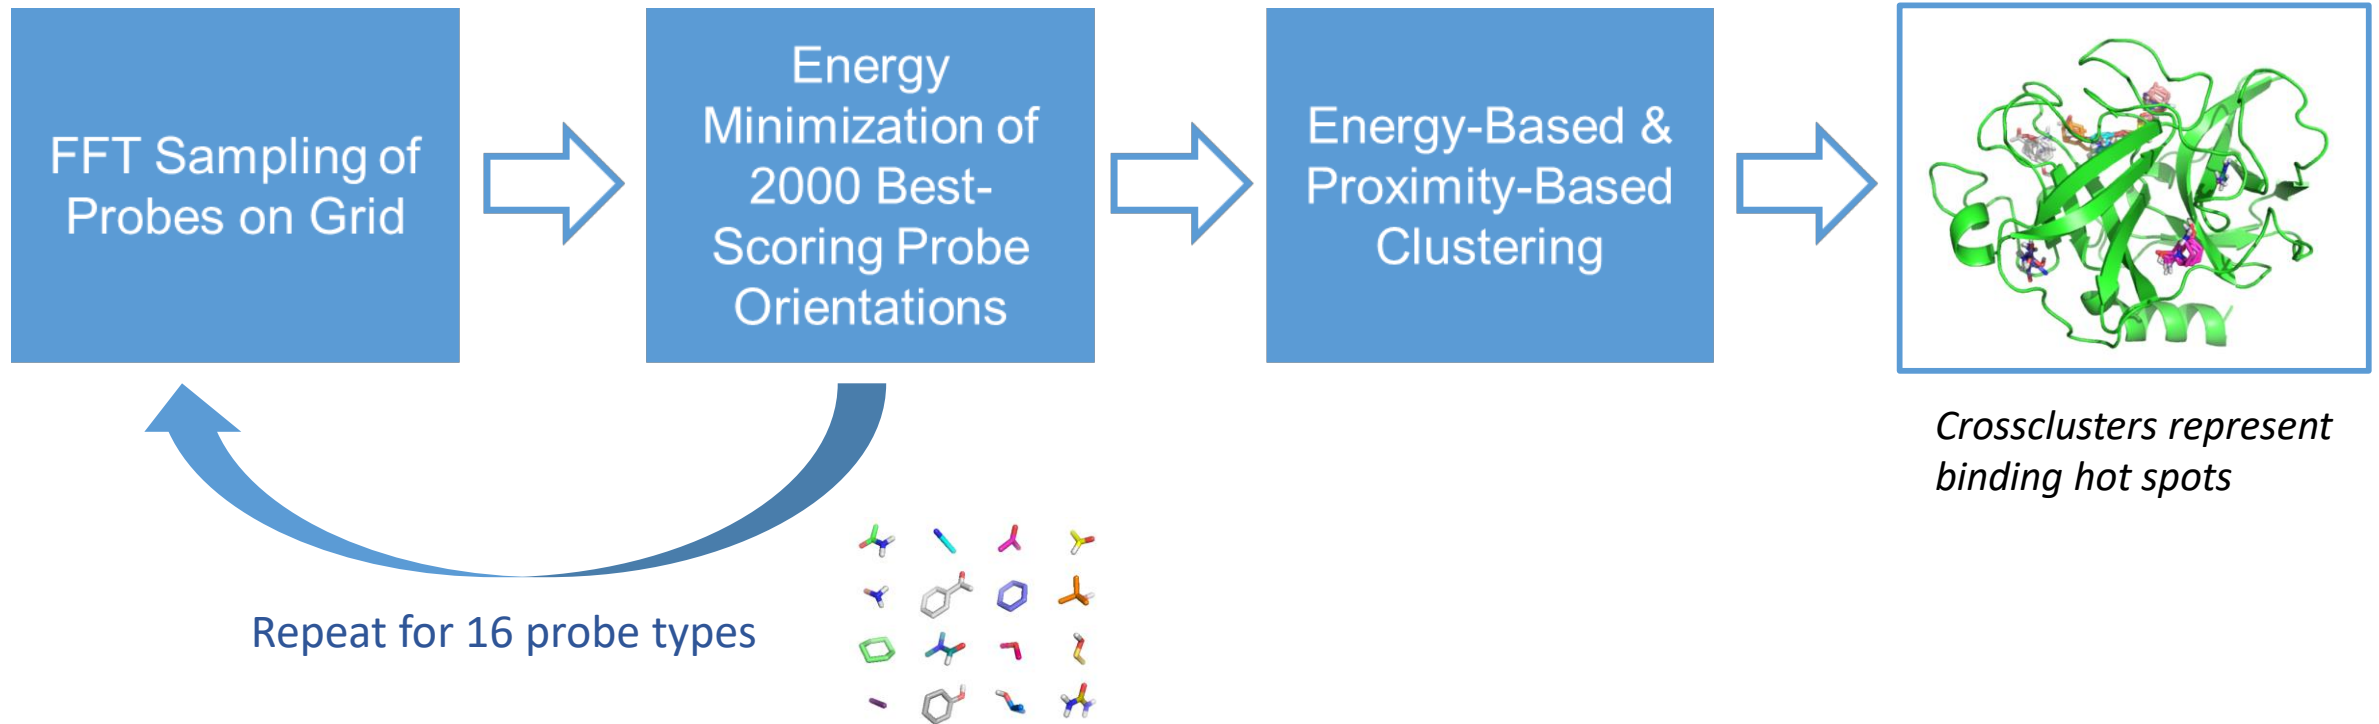 FFT Sampling of
Probes on Grid
Energy
Minimization of
2000 Best-
Scoring Probe
Orientations
Energy-Based &
Proximity-Based
Clustering
Crossclusters represent
binding hot spots
Repeat for 16 probe types